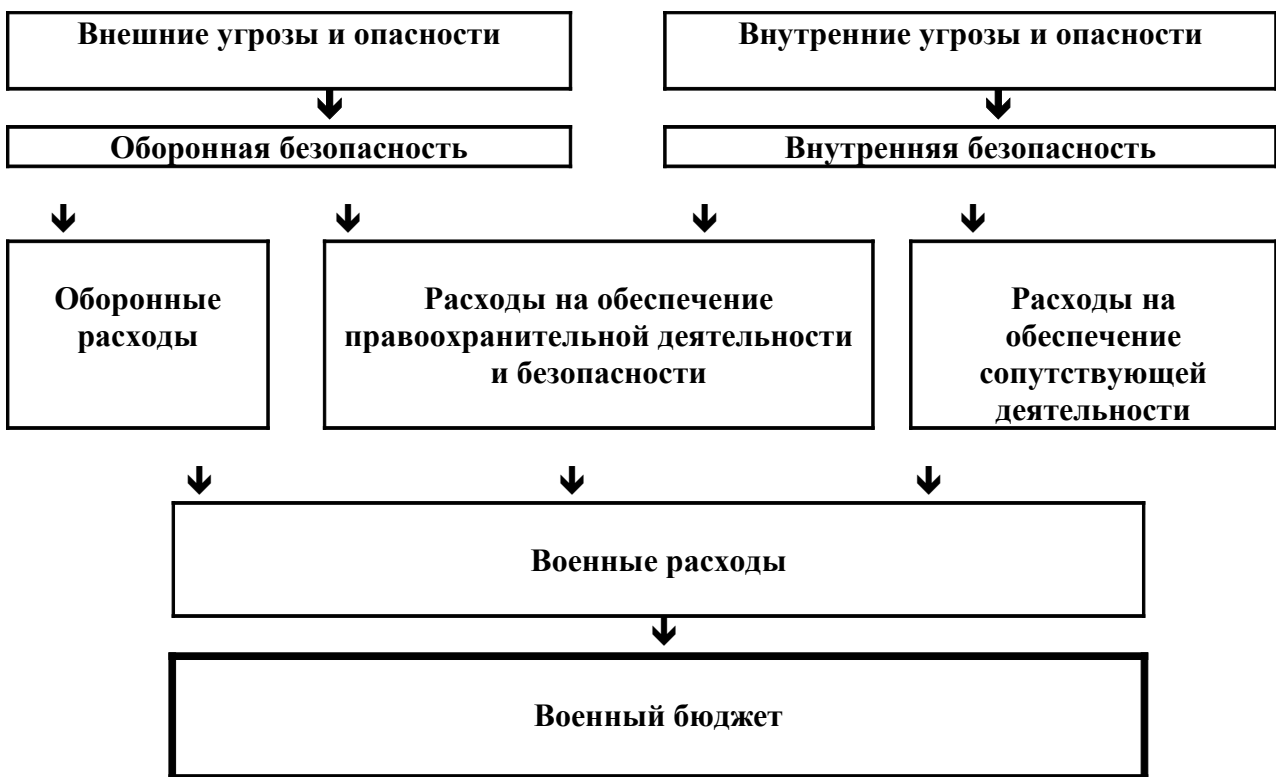 Внешние угрозы и опасности
Внутренние угрозы и опасности
Оборонная безопасность
Внутренняя безопасность
Оборонные
расходы
Расходы на обеспечение
правоохранительной деятельности
и безопасности
Расходы на
обеспечение
сопутствующей
деятельности
Военные расходы
Военный бюджет